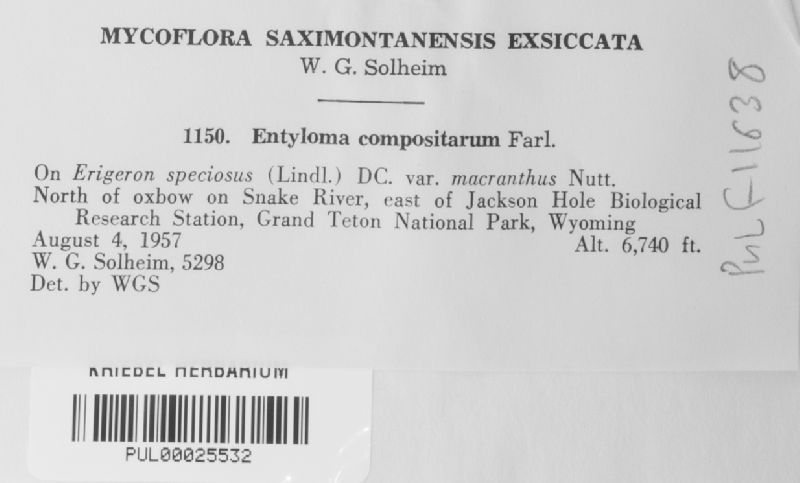 MYCOFLORA SAXIMONTANENSIS EXSICCATA
W. G. Solheim
1150. Entyloma compositarum Farl.
On Erigeron speciosus (Lindl.) DC. var. macranthus Nutt.
North of oxbow on Snake River, east of Jackson Hole Biological
Research Station, Grand Teton National Park, Wyoming
August 4, 1957 Alt. 6,740 ft.
W. G. Solheim, 5298
Det. by WGS
PUL F11638
KRIEBEL HERBARIUM
PUL00025532